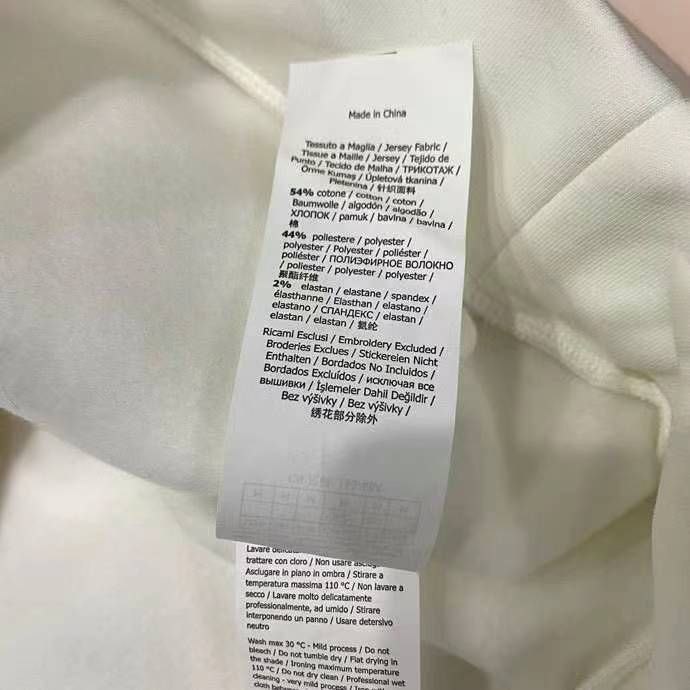 Made in China
Tessuto a Maglia / Jersey Fabric /
Tissue a Maille / Jersey / Tejido de
Punto / Tecido de Malha / ТРИКОТАЖ /
Örme Kumaş / Úpletová tkanina /
Pletenina / 针织面料
54% cotone / cotton / coton /
Baumwolle / algodón / algodão /
ХЛОПОК / pamuk / bavlna / bavlna /
棉
44% poliestere / polyester /
polyester / Polyester / poliéster /
poliéster / ПОЛИЭФИРНОЕ ВОЛОКНО
/ poliester / polyester / polyester /
聚酯纤维
2% elastan / elastane / spandex /
élasthanne / Elasthan / elastano /
elastano / СПАНДЕКС / elastan /
elastan / elastan / 氨纶
Ricami Esclusi / Embroidery Excluded /
Broderies Exclues / Stickereien Nicht
Enthalten / Bordados No Incluidos /
Bordados Excluídos / исключая все
вышивки / İşlemeler Dahil Değildir /
Bez výšivky / Bez výšivky /
绣花部分除外
Lavare
trattare con cloro / Non usare
Asciugare in piano in ombra / Stirare a
temperatura massima 110 °C / Non lavare a
secco / Lavare molto delicatamente
professionalmente, ad umido / Stirare
interponendo un panno / Usare detersivo
neutro
Wash max 30 °C - Mild process / Do not
bleach / Do not tumble dry / Flat drying in
the shade / Ironing maximum temperature
110 °C / Do not dry clean / Professional wet
cleaning - very mild process / Iron with
cloth between